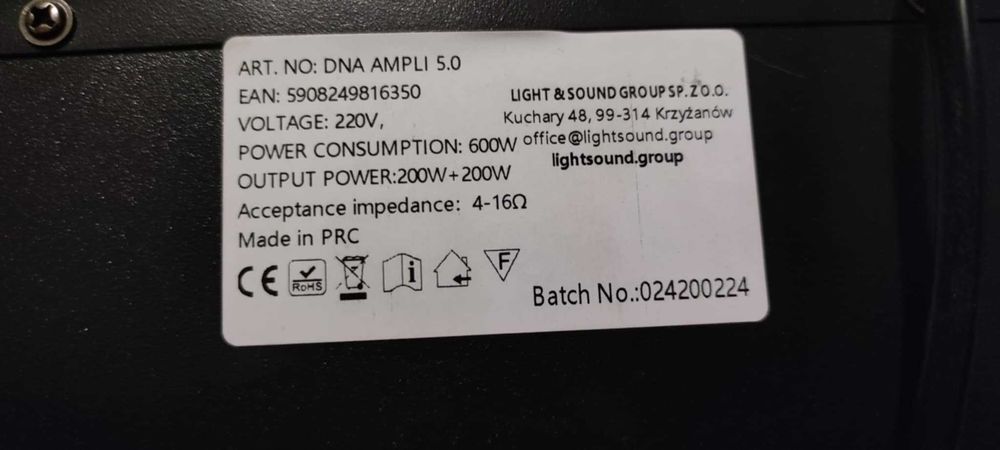 ART. NO: DNA AMPLI 5.0
EAN: 5908249816350
VOLTAGE: 220V,
POWER CONSUMPTION: 600W
OUTPUT POWER:200W+200W
Acceptance impedance: 4-16Ω
Made in PRC
LIGHT & SOUND GROUP SP. Z O.O.
Kuchary 48, 99-314 Krzyżanów
office@lightsound.group
lightsound.group
CE
RoHS
i
F
Batch No.:024200224